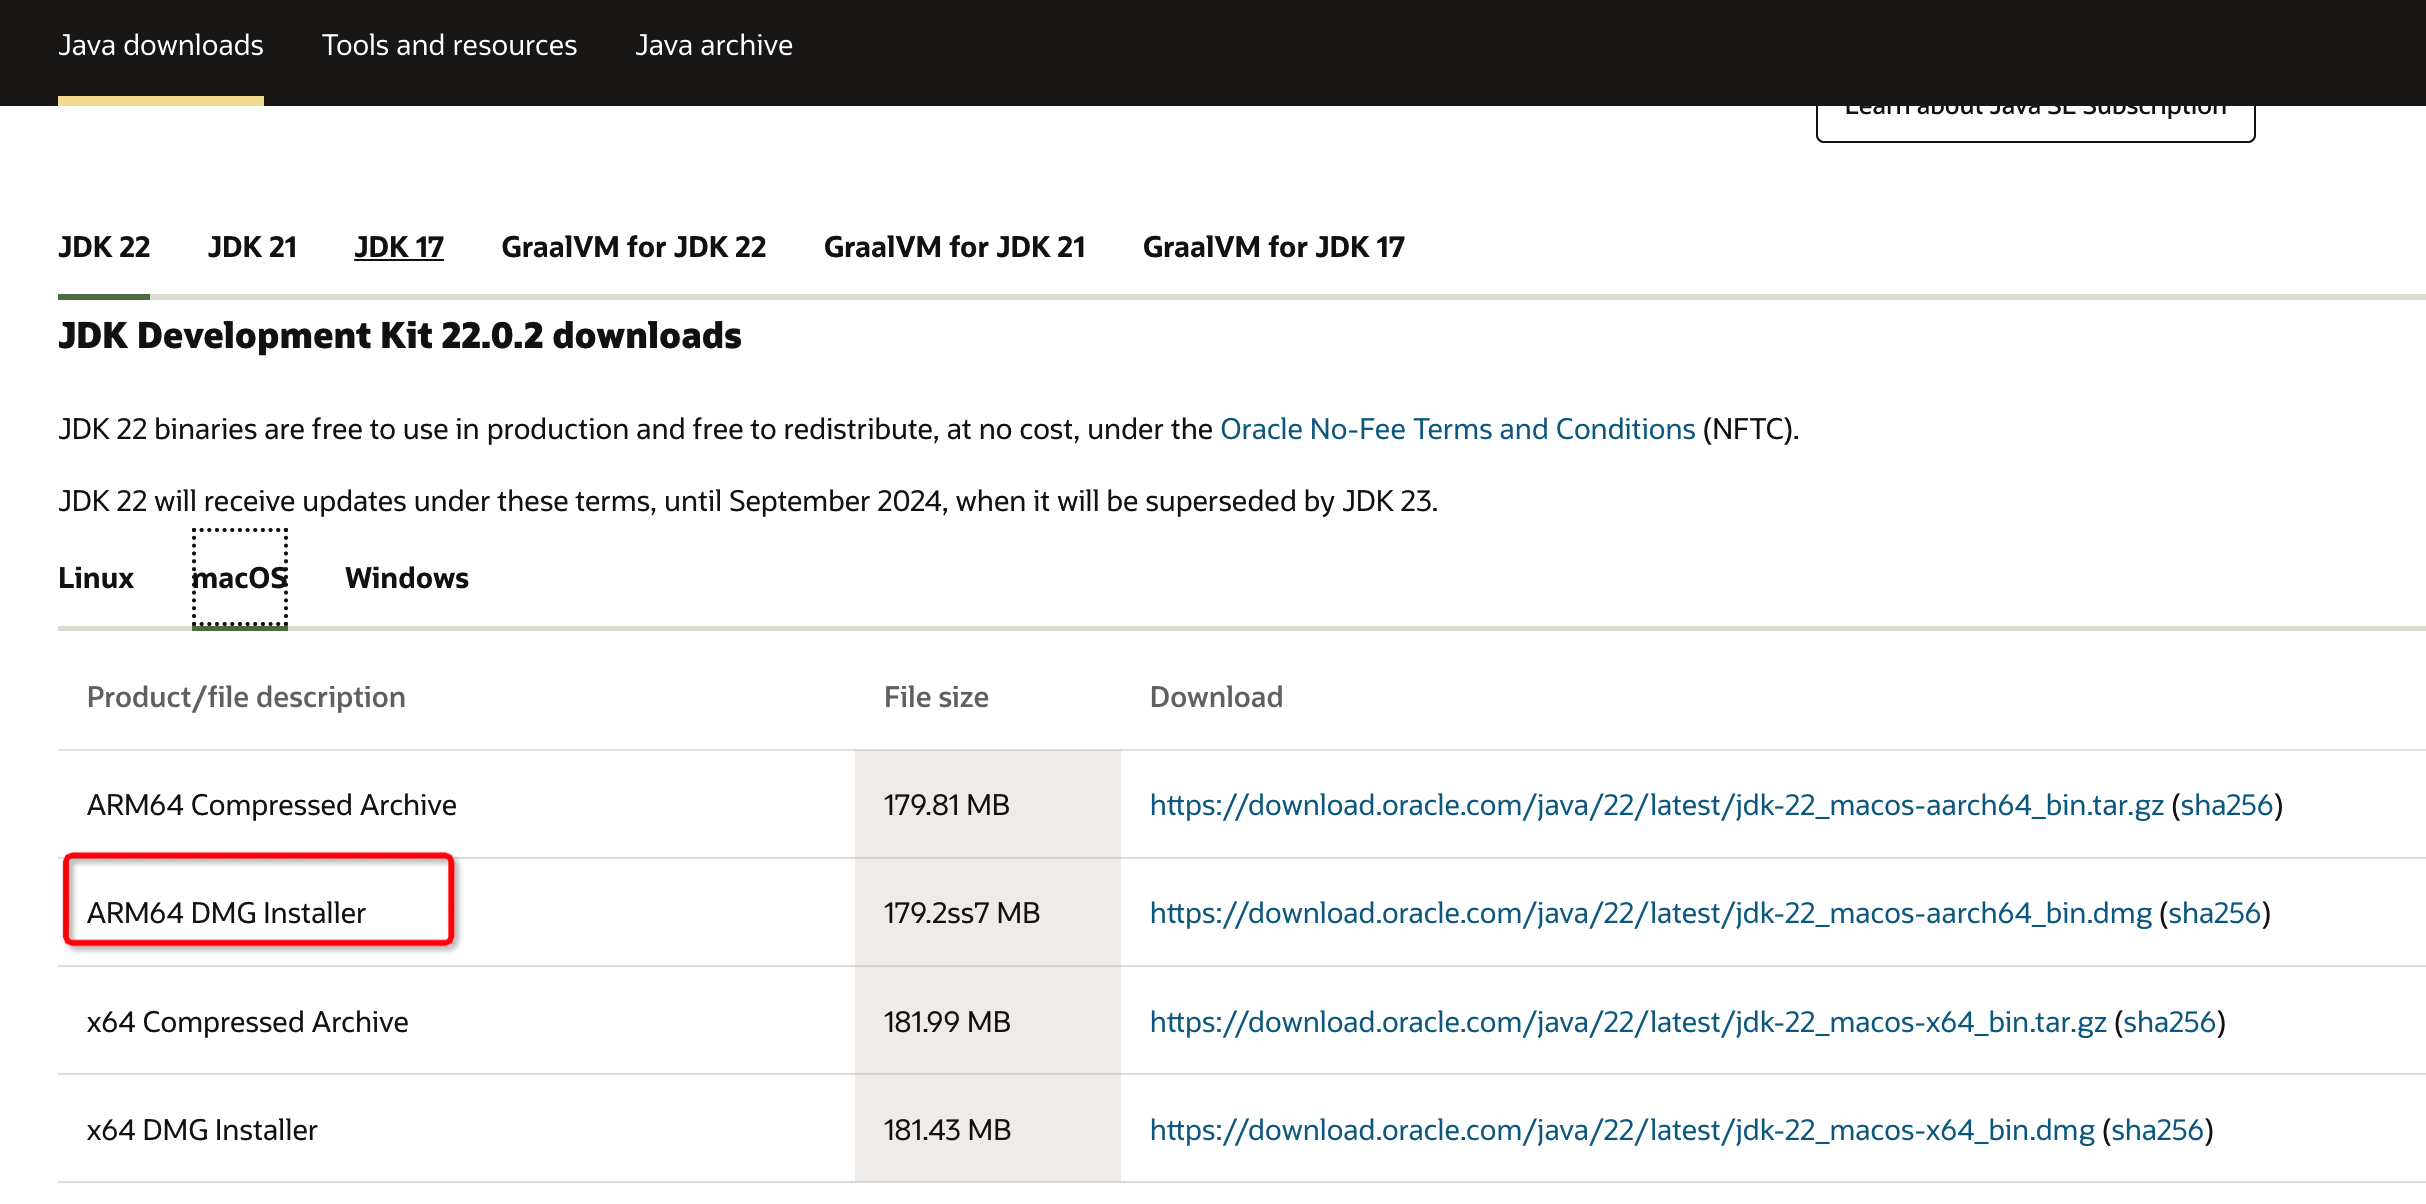 Java downloads Tools and resources Java archive
Learn about Java SE Subscription
JDK 22 JDK 21 JDK 17 GraalVM for JDK 22 GraalVM for JDK 21 GraalVM for JDK 17
JDK Development Kit 22.0.2 downloads
JDK 22 binaries are free to use in production and free to redistribute, at no cost, under the Oracle No-Fee Terms and Conditions (NFTC).
JDK 22 will receive updates under these terms, until September 2024, when it will be superseded by JDK 23.
Linux macOS Windows
Product/file description File size Download
ARM64 Compressed Archive 179.81 MB https://download.oracle.com/java/22/latest/jdk-22_macos-aarch64_bin.tar.gz (sha256)
ARM64 DMG Installer 179.2ss7 MB https://download.oracle.com/java/22/latest/jdk-22_macos-aarch64_bin.dmg (sha256)
x64 Compressed Archive 181.99 MB https://download.oracle.com/java/22/latest/jdk-22_macos-x64_bin.tar.gz (sha256)
x64 DMG Installer 181.43 MB https://download.oracle.com/java/22/latest/jdk-22_macos-x64_bin.dmg (sha256)